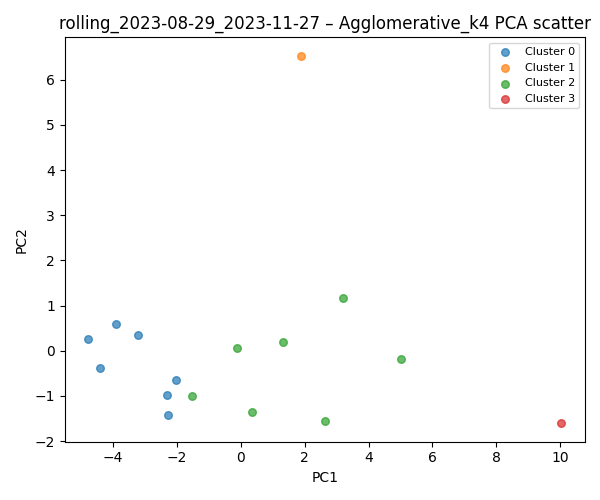 rolling_2023-08-29_2023-11-27 – Agglomerative_k4 PCA scatter
Cluster 0
Cluster 1
Cluster 2
Cluster 3
PC2
6
5
4
3
2
1
0
−1
−2
−4
−2
0
2
4
6
8
10
PC1